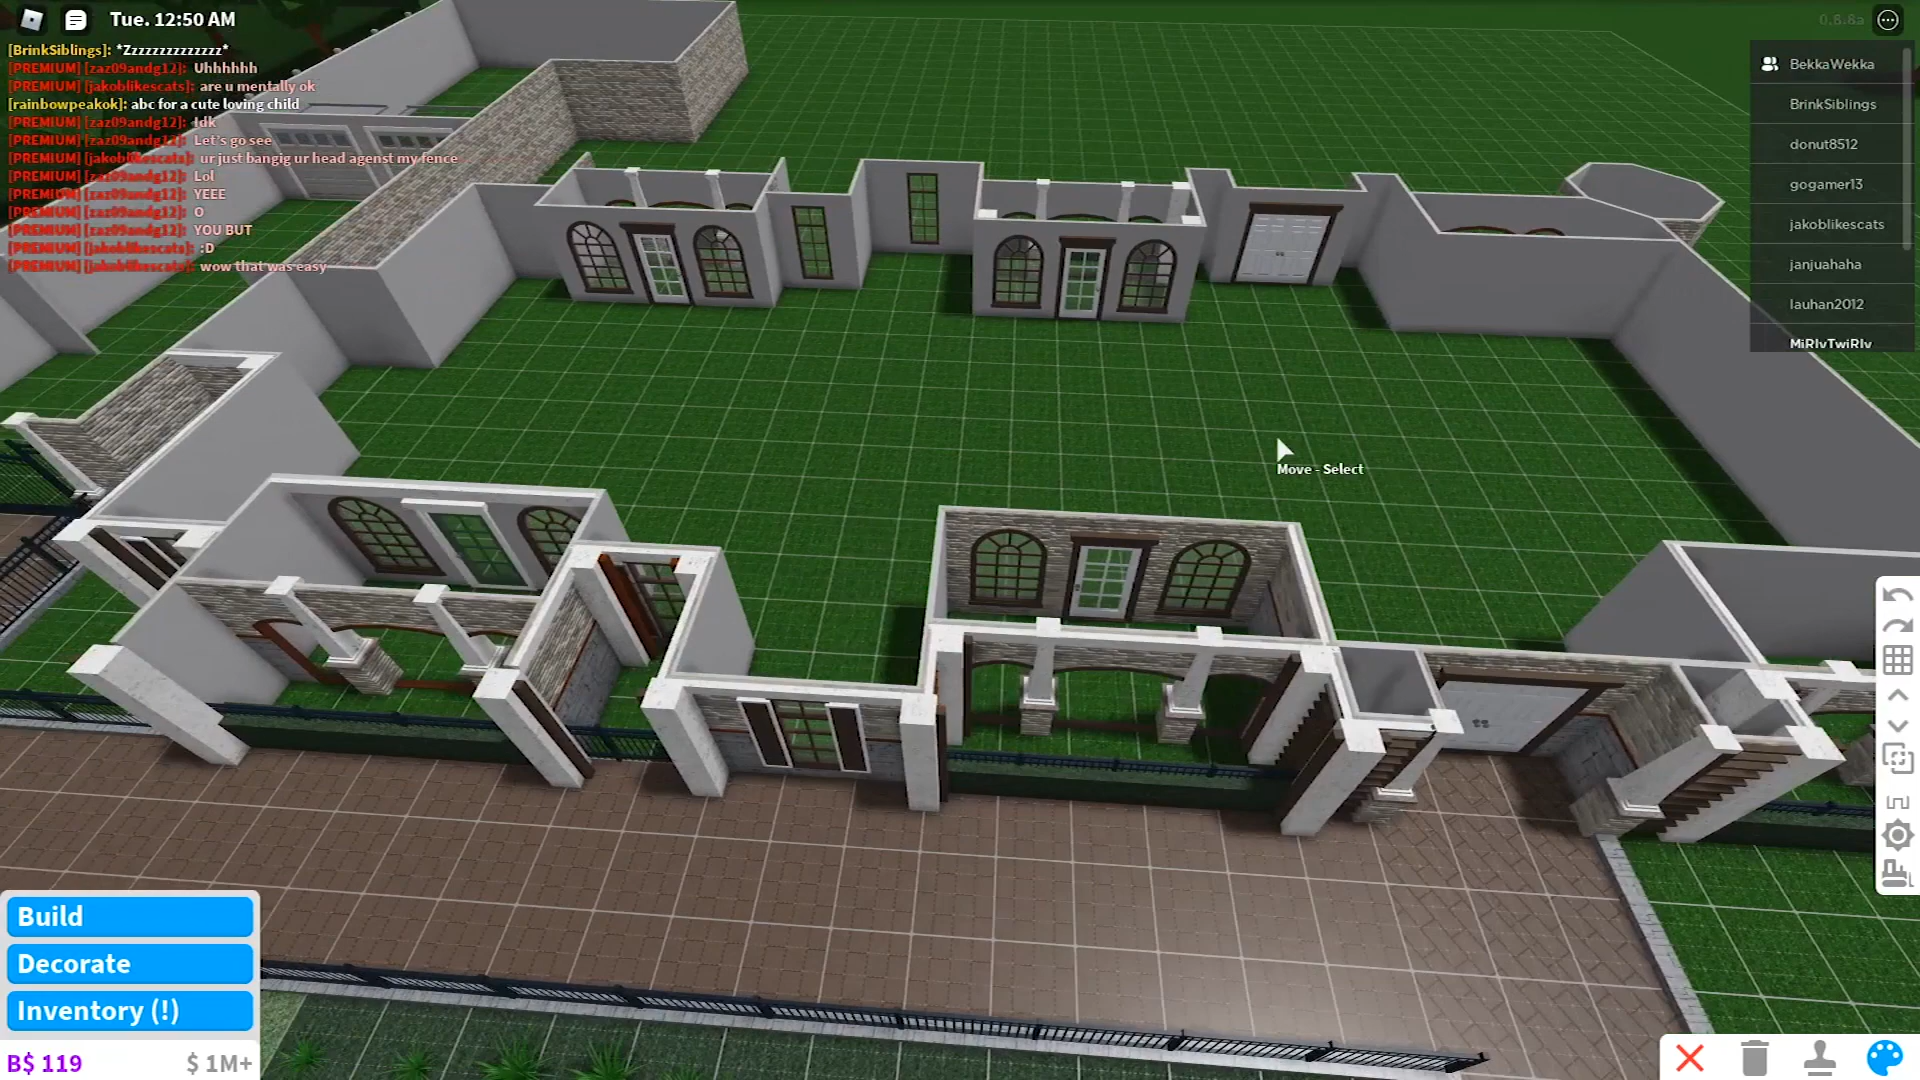 Tue. 12:50 AM
0.8.8a
[BrinkSiblings]: *Zzzzzzzzzzzzz*
[PREMIUM] [zaz09andg12]: Uhhhhhh
[PREMIUM] [jakoblikescats]: are u mentally ok
[rainbowpeakok]: abc for a cute loving child
[PREMIUM] [zaz09andg12]: Idk
[PREMIUM] [zaz09andg12]: Let's go see
[PREMIUM] [jakoblikescats]: ur just bangig ur head agenst my fence
[PREMIUM] [zaz09andg12]: Lol
[PREMIUM] [zaz09andg12]: YEEE
[PREMIUM] [zaz09andg12]: O
[PREMIUM] [zaz09andg12]: YOU BUT
[PREMIUM] [jakoblikescats]: :D
[PREMIUM] [jakoblikescats]: wow that was easy
BekkaWekka
BrinkSiblings
donut8512
gogamer13
jakoblikescats
janjuahaha
lauhan2012
MiRlyTwiRly
Move - Select
Build
Decorate
Inventory (!)
B$ 119
$ 1M+